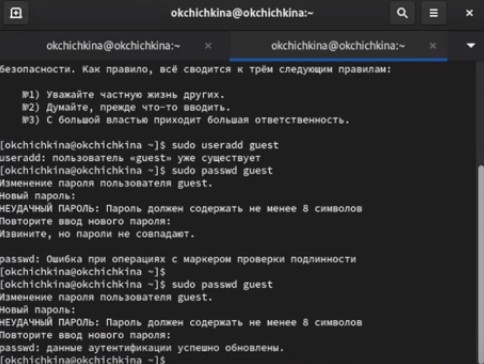 okchichkina@okchichkina:~
okchichkina@okchichkina:~ × okchichkina@okchichkina:~ ×
безопасности. Как правило, всё сводится к трём следующим правилам:
№1) Уважайте частную жизнь других.
№2) Думайте, прежде что-то вводить.
№3) С большой властью приходит большая ответственность.
[okchichkina@okchichkina ~]$ sudo useradd guest
useradd: пользователь «guest» уже существует
[okchichkina@okchichkina ~]$ sudo passwd guest
Изменение пароля пользователя guest.
Новый пароль:
НЕУДАЧНЫЙ ПАРОЛЬ: Пароль должен содержать не менее 8 символов
Повторите ввод нового пароля:
Извините, но пароли не совпадают.
passwd: Ошибка при операциях с маркером проверки подлинности
[okchichkina@okchichkina ~]$
[okchichkina@okchichkina ~]$ sudo passwd guest
Изменение пароля пользователя guest.
Новый пароль:
НЕУДАЧНЫЙ ПАРОЛЬ: Пароль должен содержать не менее 8 символов
Повторите ввод нового пароля:
passwd: данные аутентификации успешно обновлены.
[okchichkina@okchichkina ~]$